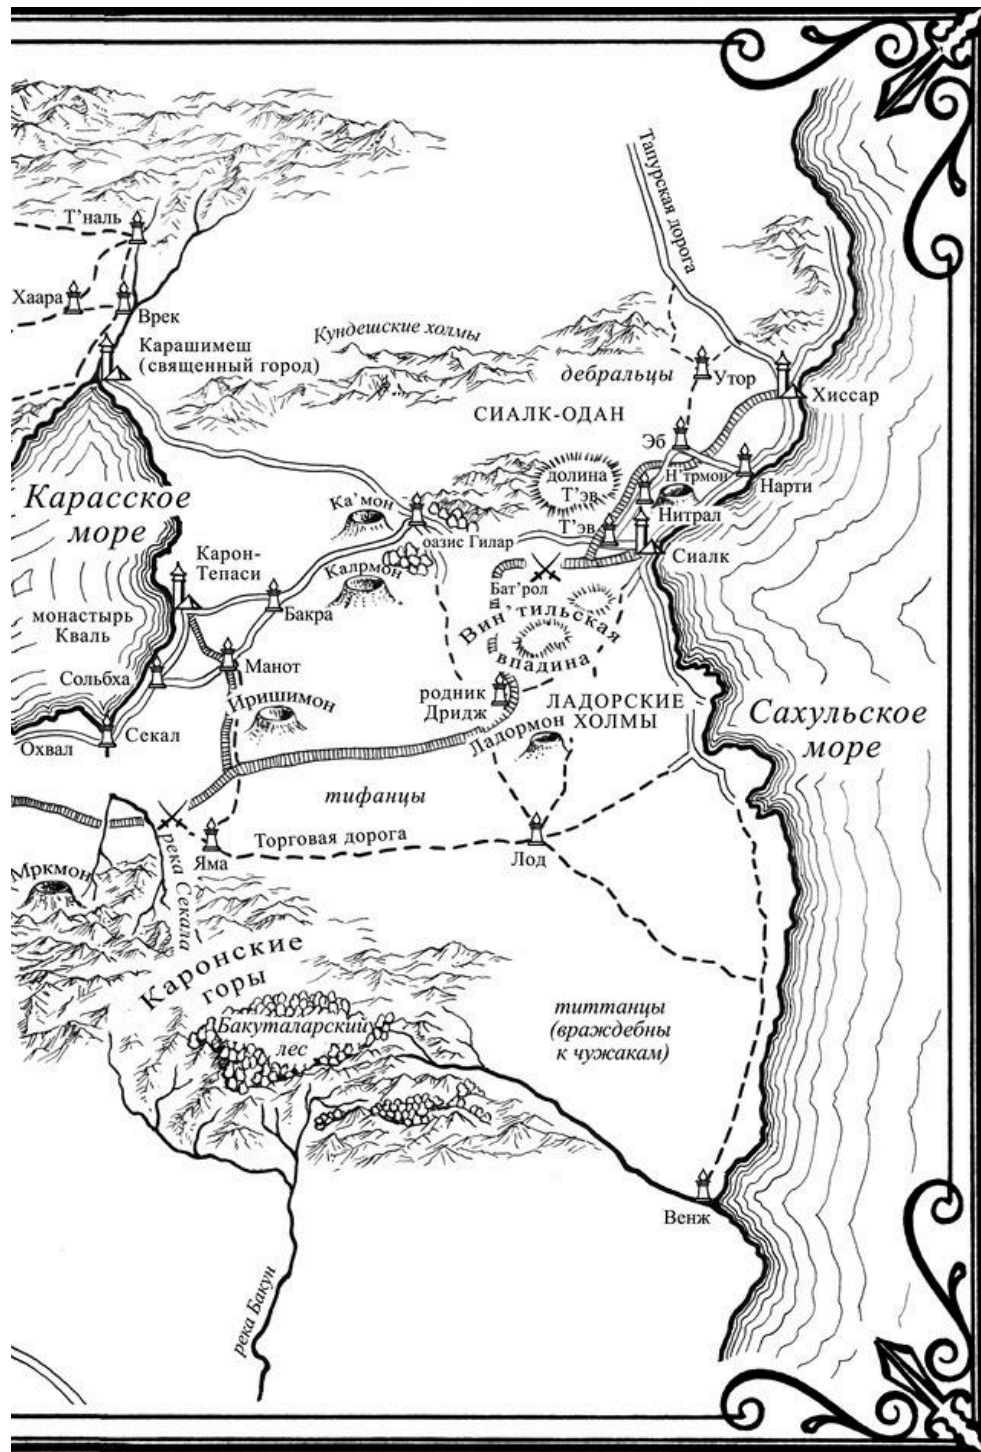 Тапурская дорога
Т’наль
Хаара
Врек
Карашимеш
(священный город)
Кундешские холмы
дебральцы
Утор
Хиссар
СИАЛК-ОДАН
Эб
долина
Т’эв
Н’трмон
Нарти
Карасское
море
Ка’мон
Нитрал
Т’эв
оазис Гилар
Сиалк
Карон-
Тепаси
Калрмон
Бат’рол
монастырь
Кваль
Бакра
Вин’тильская
впадина
Манот
Сольбха
родник
Дридж
ЛАДОРСКИЕ
ХОЛМЫ
Иришимон
Ладормон
Сахульское
море
Охвал
Секал
тифанцы
Торговая дорога
Яма
Лод
река Секала
Мркмон
Каронские
горы
Бакуталарский
лес
титтанцы
(враждебны
к чужакам)
Венж
река Бакун